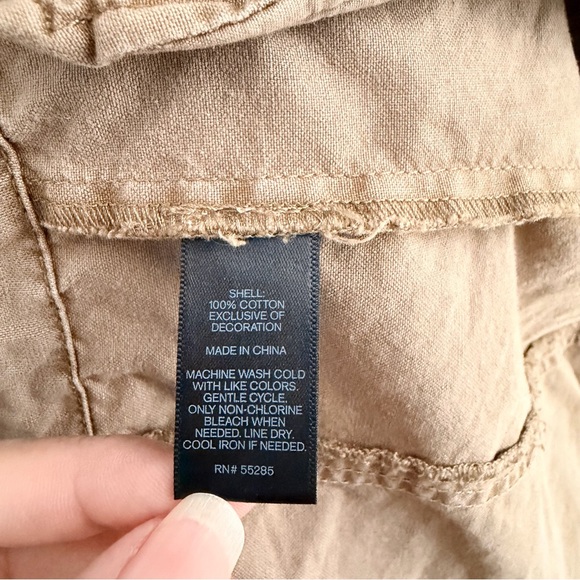 SHELL:
100% COTTON
EXCLUSIVE OF
DECORATION
MADE IN CHINA
MACHINE WASH COLD
WITH LIKE COLORS.
GENTLE CYCLE.
ONLY NON-CHLORINE
BLEACH WHEN
NEEDED. LINE DRY.
COOL IRON IF NEEDED.
RN# 55285